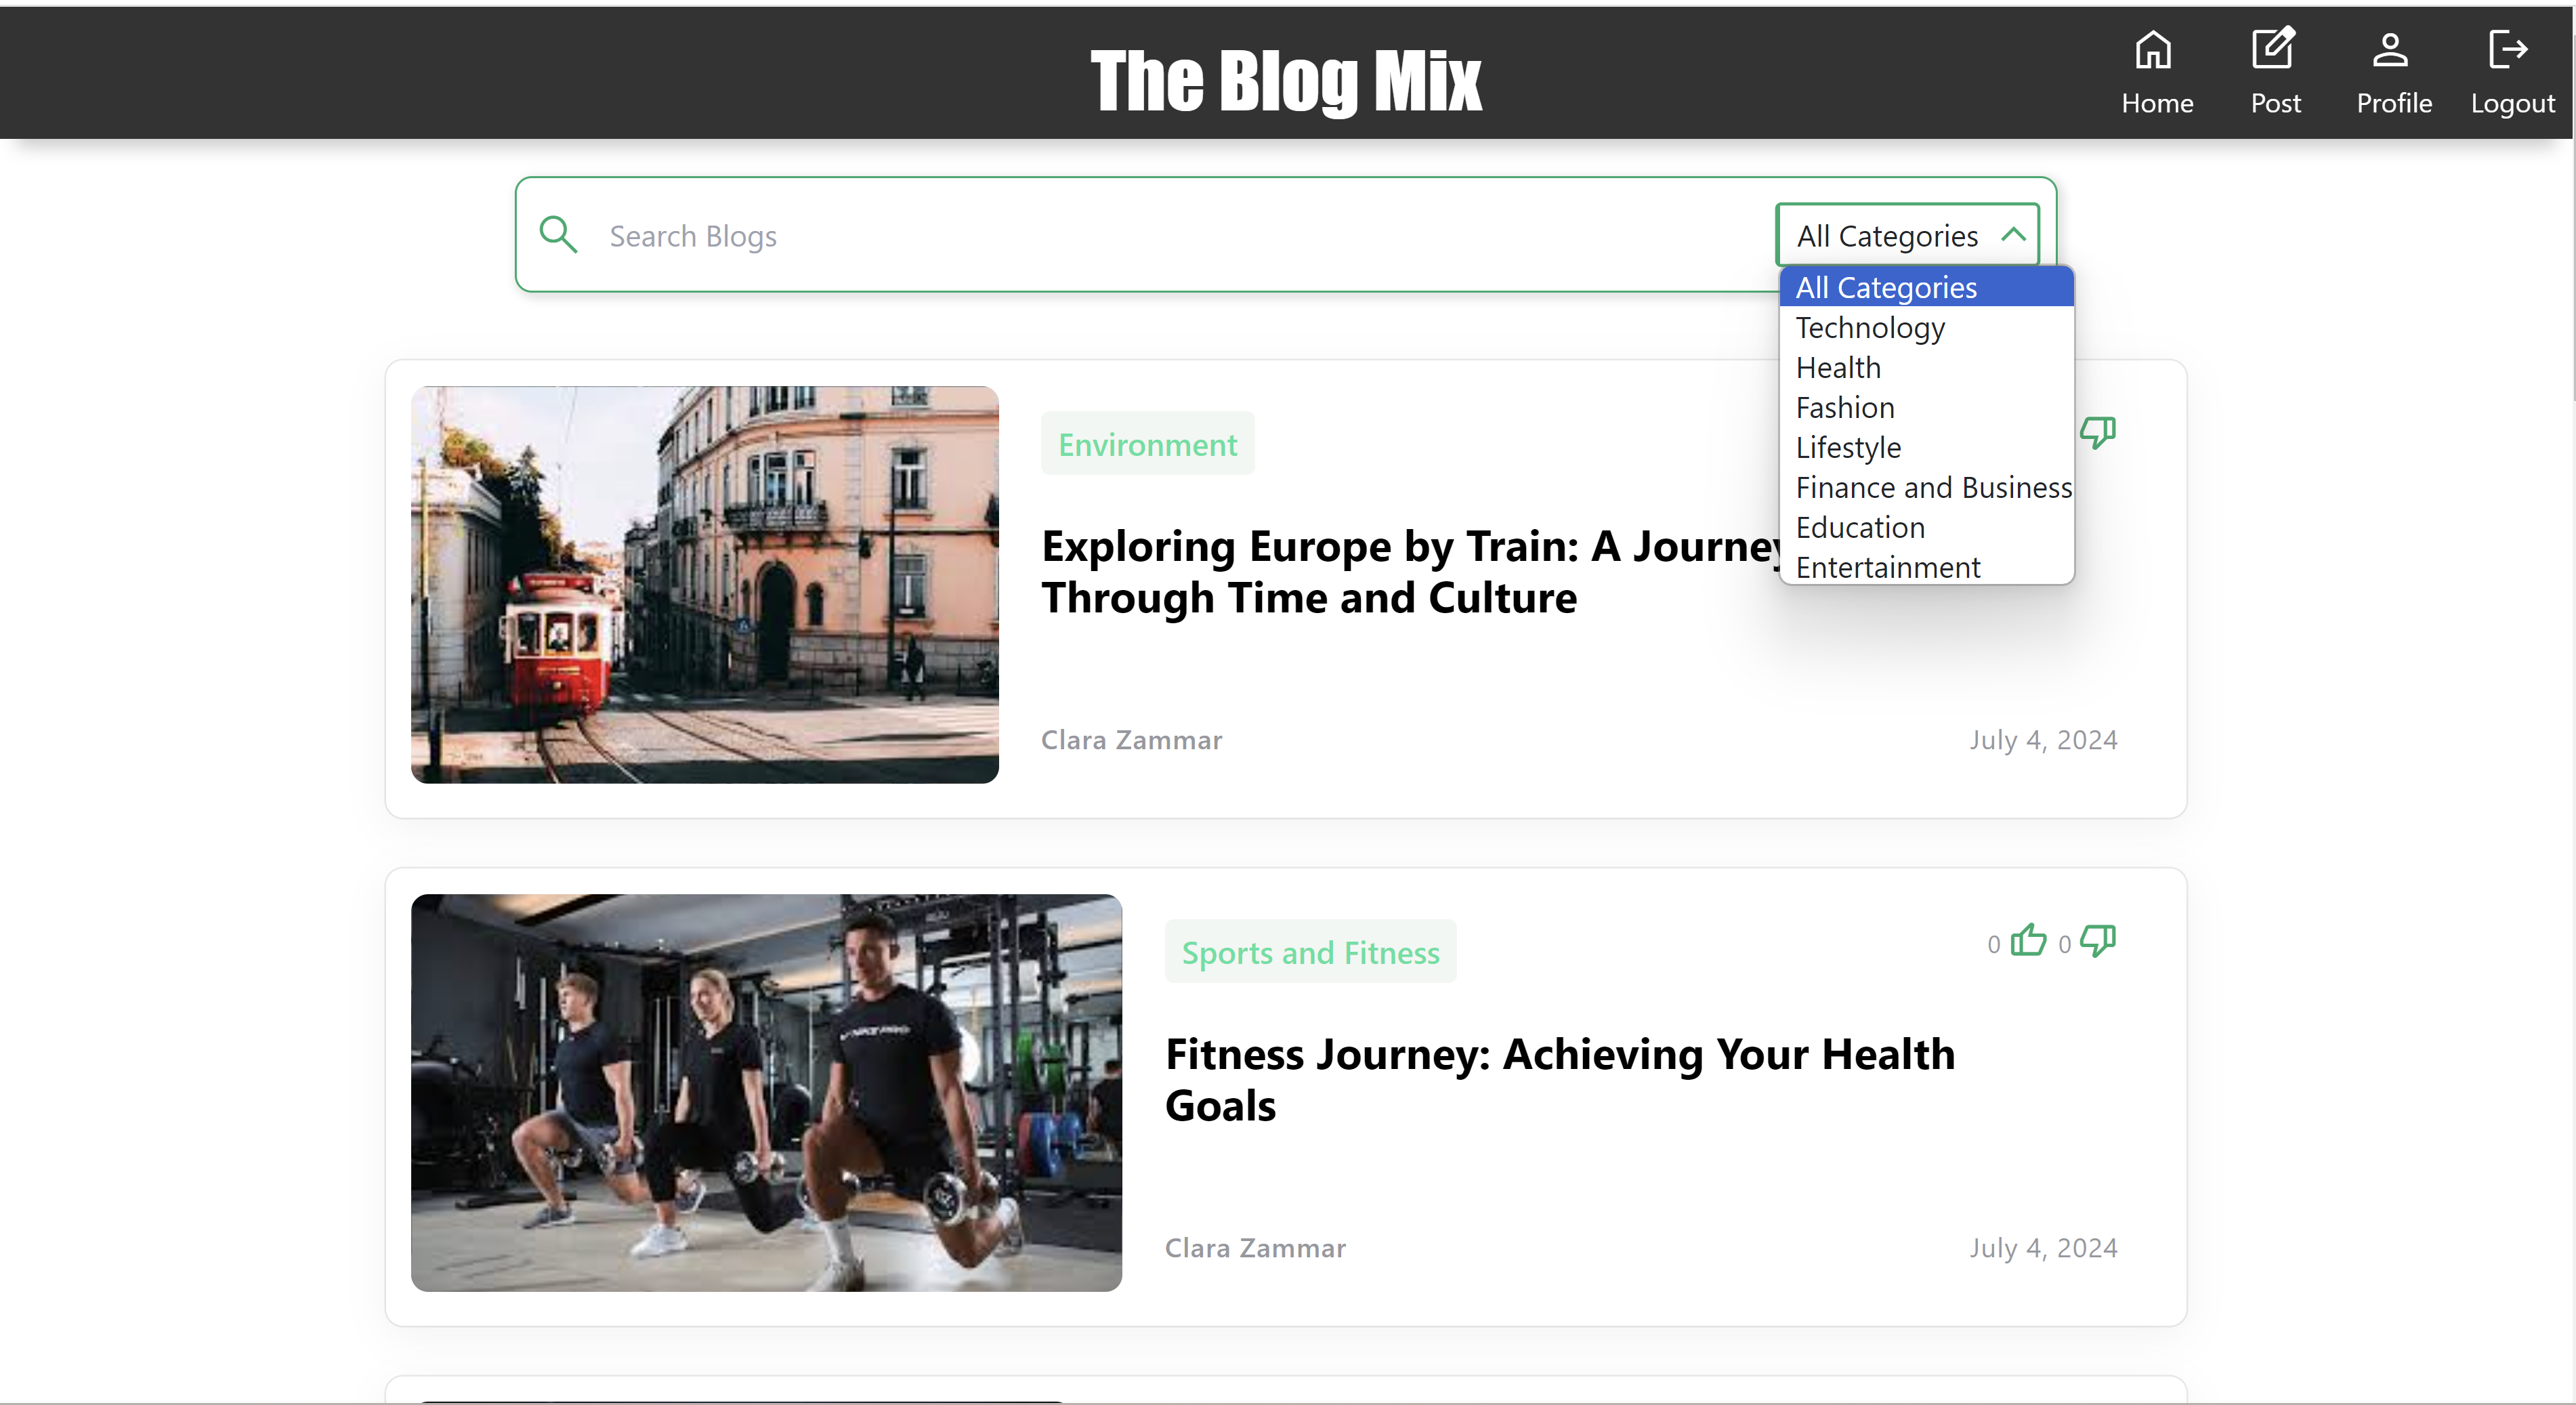 The Blog Mix
Home
Post
Profile
Logout
Search Blogs
All Categories
All Categories
Technology
Health
Fashion
Lifestyle
Finance and Business
Education
Entertainment
Environment
Exploring Europe by Train: A Journey
Through Time and Culture
Clara Zammar
July 4, 2024
Sports and Fitness
0
0
Fitness Journey: Achieving Your Health
Goals
Clara Zammar
July 4, 2024